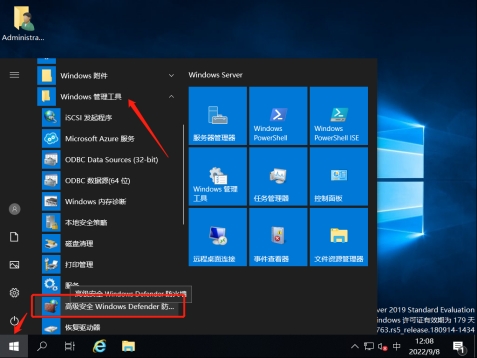 Administra...
Windows 附件
Windows 管理工具
iSCSI 发起程序
Microsoft Azure 服务
ODBC Data Sources (32-bit)
ODBC 数据源(64 位)
Windows 内存诊断
本地安全策略
磁盘清理
打印管理
服务
高级安全 Windows Defender 防火墙
高级安全 Windows Defender 防...
恢复驱动器
Windows Server
服务器管理器
Windows PowerShell
Windows PowerShell ISE
Windows 管理工具
任务管理器
控制面板
远程桌面连接
事件查看器
文件资源管理器
ver 2019 Standard Evaluation
indows 许可证有效期为 179 天
763.rs5_release.180914-1434
中
12:08
2022/9/8
1